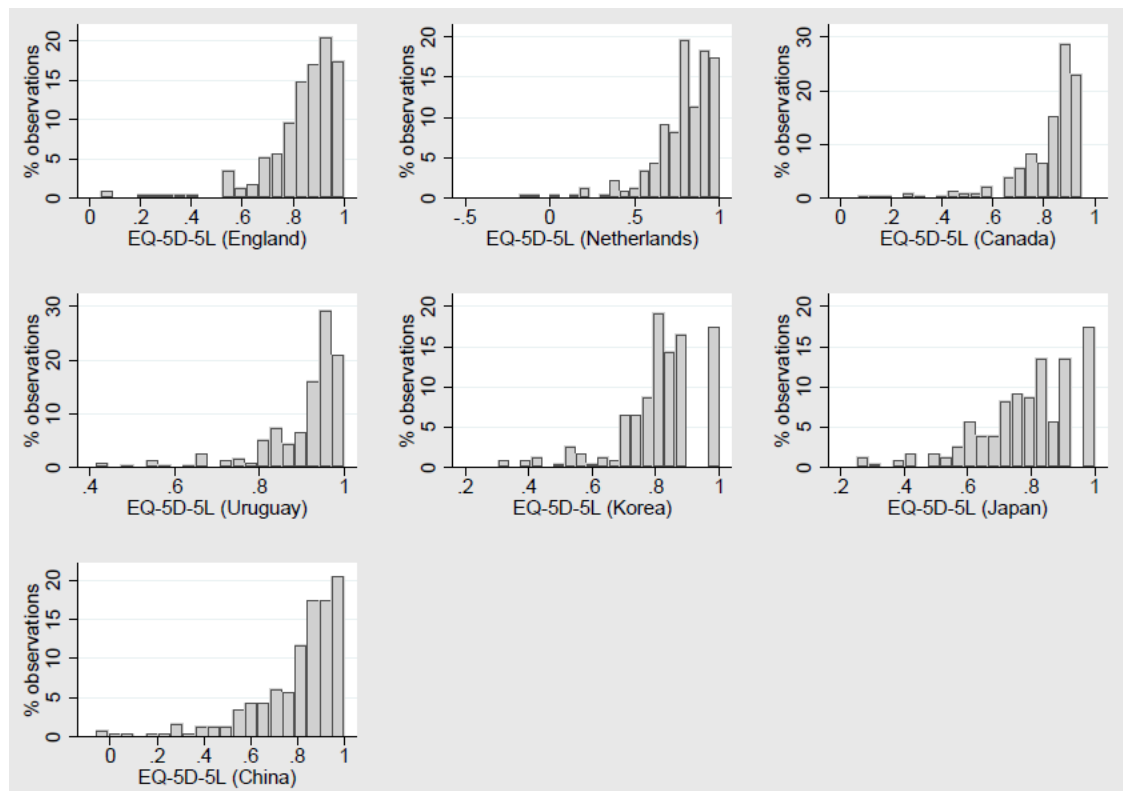 % observations
20
15
10
5
0
0 .2 .4 .6 .8 1
EQ-5D-5L (England)
% observations
20
15
10
5
0
-.5 0 .5 1
EQ-5D-5L (Netherlands)
% observations
30
20
10
0
0 .2 .4 .6 .8 1
EQ-5D-5L (Canada)
% observations
30
20
10
0
.4 .6 .8 1
EQ-5D-5L (Uruguay)
% observations
20
15
10
5
0
.2 .4 .6 .8 1
EQ-5D-5L (Korea)
% observations
20
15
10
5
0
.2 .4 .6 .8 1
EQ-5D-5L (Japan)
% observations
20
15
10
5
0
0 .2 .4 .6 .8 1
EQ-5D-5L (China)